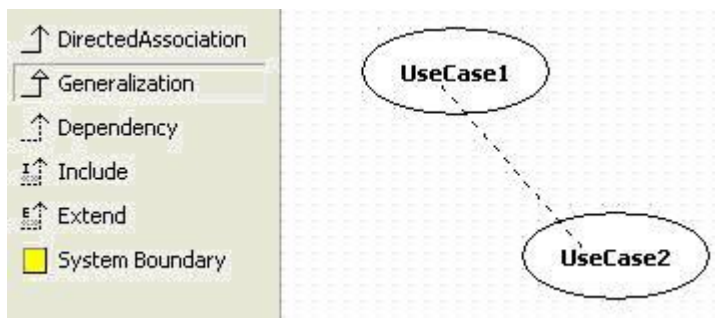 DirectedAssociation
Generalization
Dependency
I Include
E Extend
System Boundary
UseCase1
UseCase2